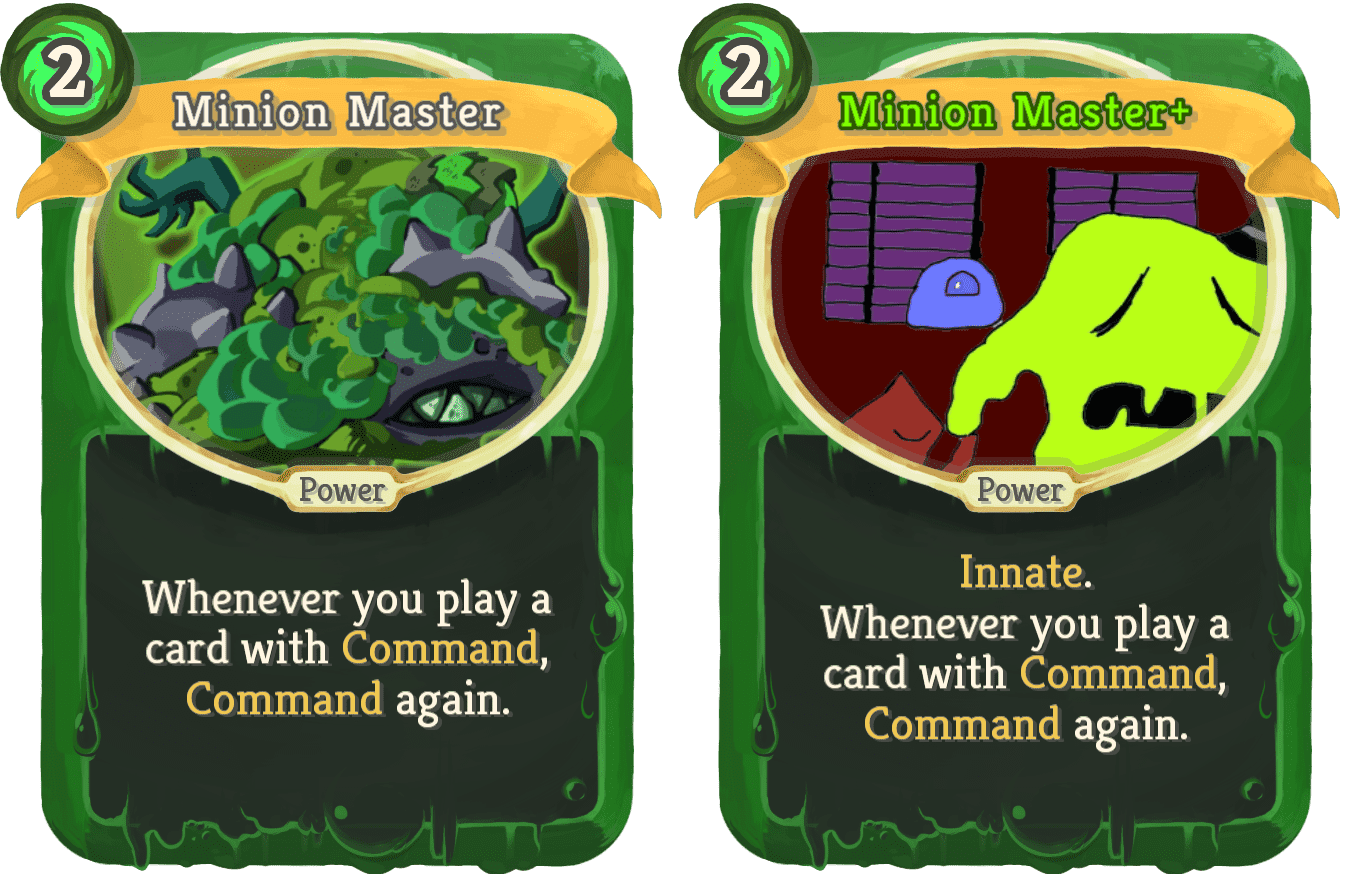 2
Minion Master
Power
Whenever you play a
card with Command,
Command again.
2
Minion Master+
Power
Innate.
Whenever you play a
card with Command,
Command again.